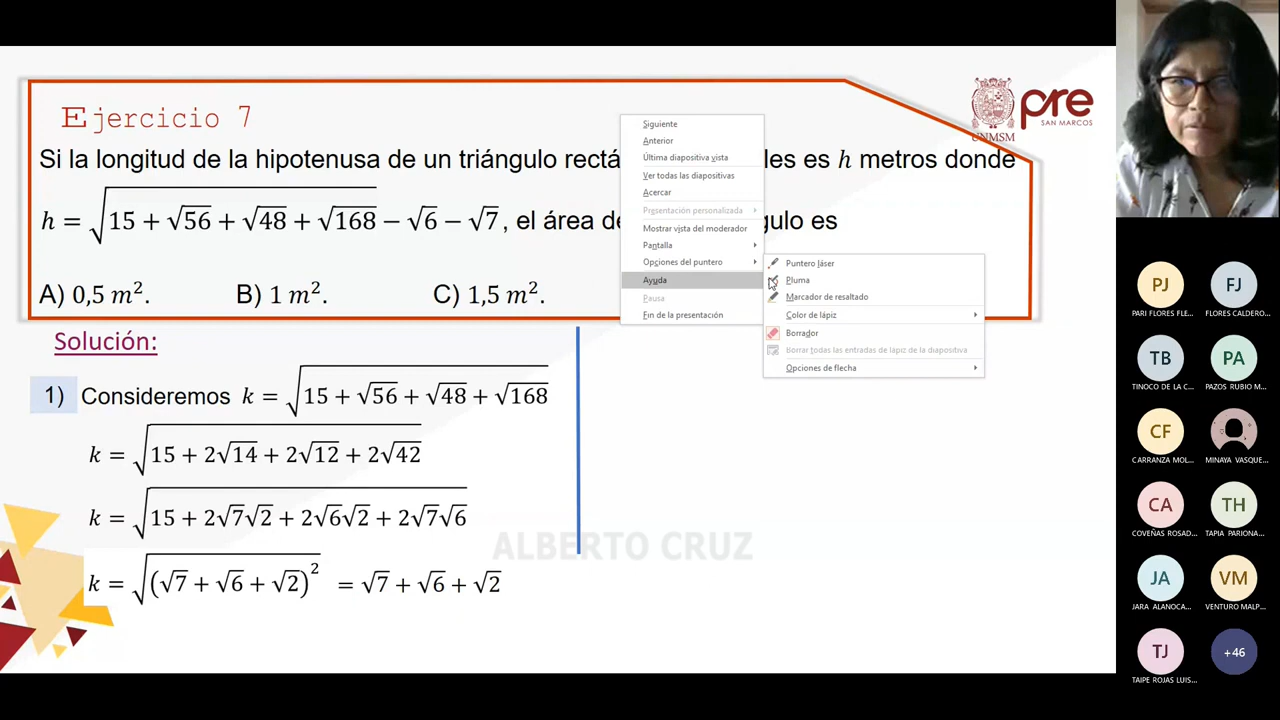 Ejercicio 7
UNMSM
pre
SAN MARCOS
Si la longitud de la hipotenusa de un triángulo les es h metros donde
h = √(15 + √56 + √48 + √168) − √6 − √7, el área
A) 0,5 m². B) 1 m². C) 1,5 m².
Siguiente
Anterior
Última diapositiva vista
Ver todas las diapositivas
Acercar
Presentación personalizada
Mostrar vista del moderador
Pantalla
Opciones del puntero
Ayuda
Pausa
Fin de la presentación
Puntero láser
Pluma
Marcador de resaltado
Color de lápiz
Borrador
Borrar todas las entradas de lápiz de la diapositiva
Opciones de flecha
Solución:
1) Consideremos k = √(15 + √56 + √48 + √168)
k = √(15 + 2√14 + 2√12 + 2√42)
k = √(15 + 2√7√2 + 2√6√2 + 2√7√6)
k = √((√7 + √6 + √2)²) = √7 + √6 + √2
ALBERTO CRUZ
PJ FC
PARI FLORES FLE... FLORES CALDERO...
TB PA
TINOCO DE LA C... PAZOS RUBIO M...
CF
CARRANZA MOL... MINAYA VASQUE...
CA TH
COVEÑAS ROSAD... TAPIA PARIONA...
JA VM
JARA ALANOCA... VENTURO MALP...
TJ +46
TAIPE ROJAS LUIS...